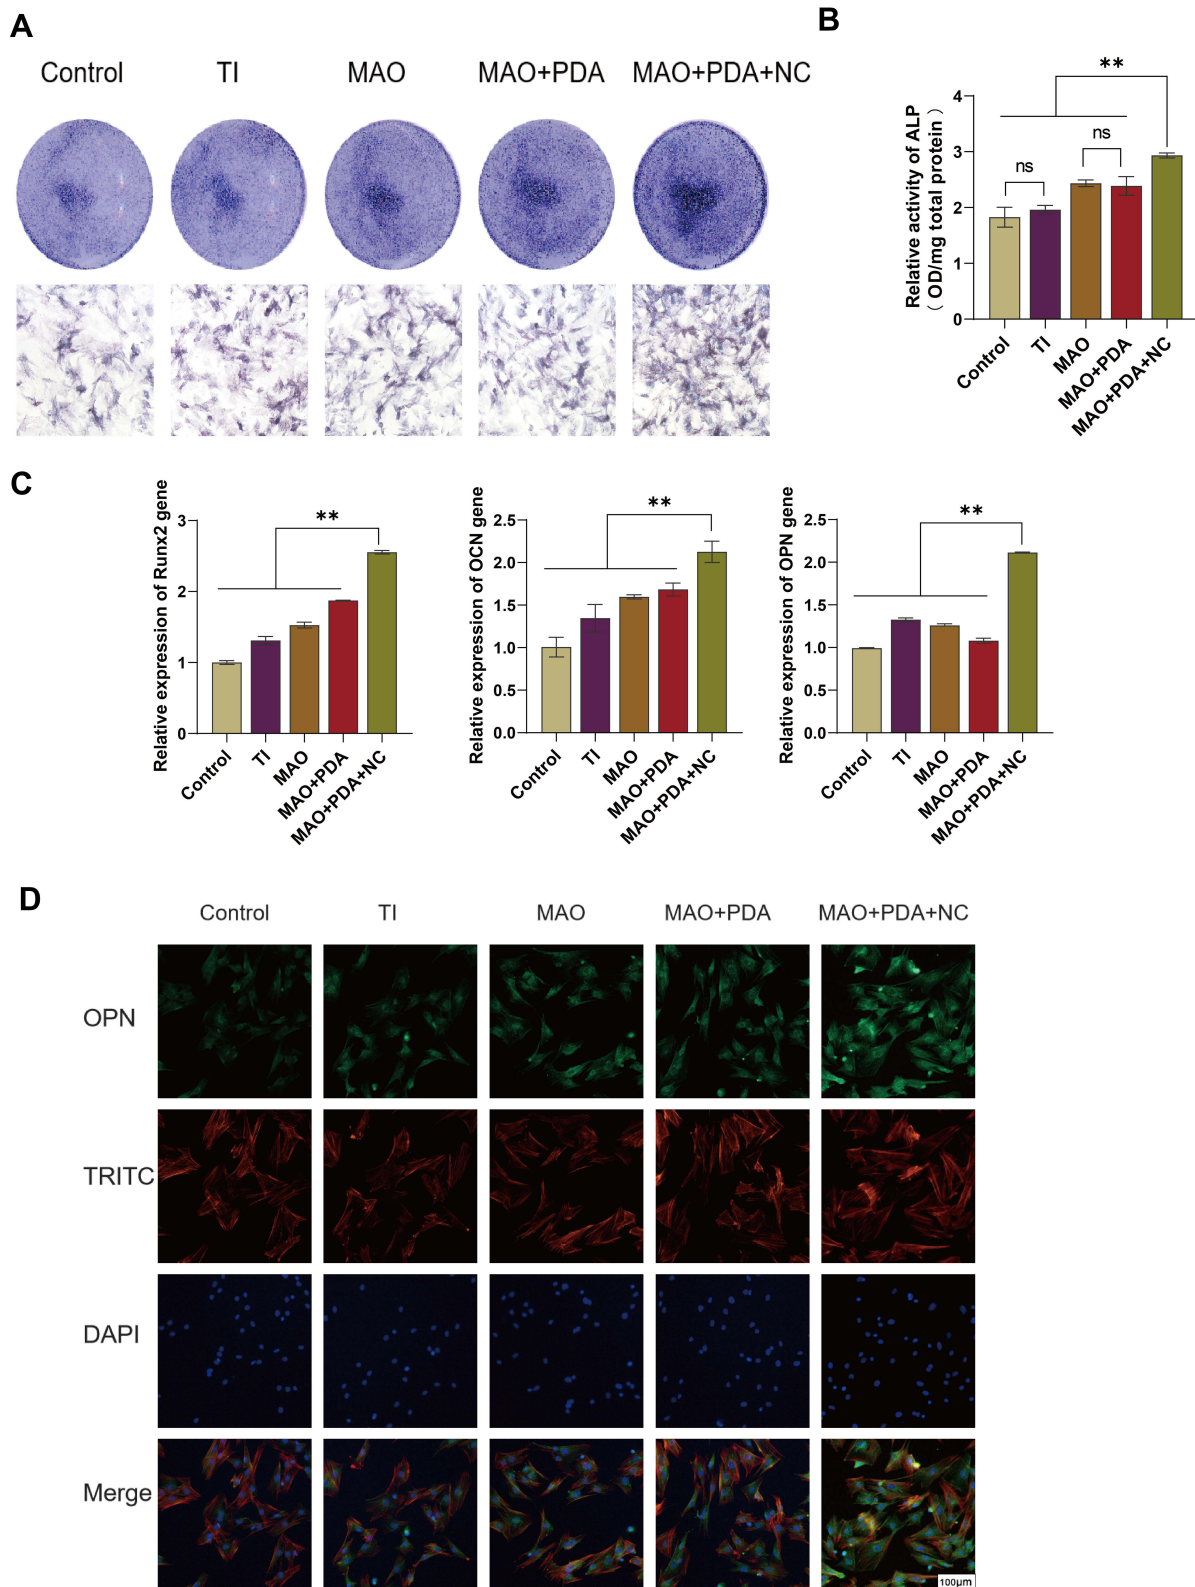 A
Control TI MAO MAO+PDA MAO+PDA+NC
B
Relative activity of ALP
( OD/mg total protein )
4
3
2
1
0
**
ns
ns
Control TI MAO MAO+PDA MAO+PDA+NC
C
Relative expression of Runx2 gene
3
2
1
0
**
Control TI MAO MAO+PDA MAO+PDA+NC
Relative expression of OCN gene
2.5
2.0
1.5
1.0
0.5
0.0
**
Control TI MAO MAO+PDA MAO+PDA+NC
Relative expression of OPN gene
2.5
2.0
1.5
1.0
0.5
0.0
**
Control TI MAO MAO+PDA MAO+PDA+NC
D
Control TI MAO MAO+PDA MAO+PDA+NC
OPN
TRITC
DAPI
Merge
100μm